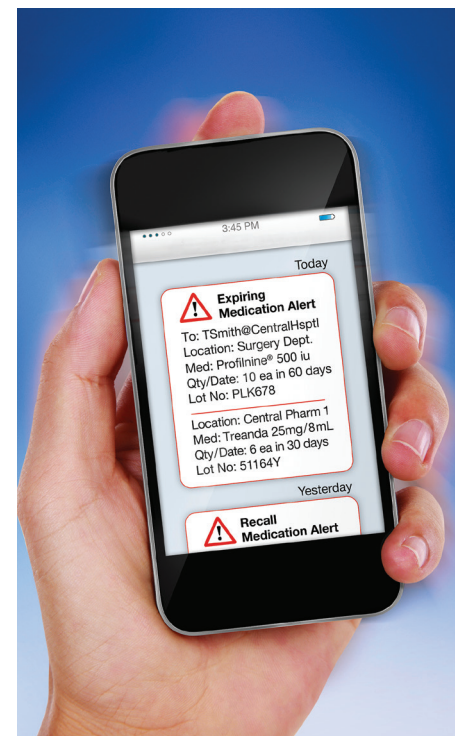 3:45 PM
Today
Expiring
Medication Alert
To: TSmith@CentralHsptl
Location: Surgery Dept.
Med: Profilnine® 500 iu
Qty/Date: 10 ea in 60 days
Lot No: PLK678
Location: Central Pharm 1
Med: Treanda 25mg/8mL
Qty/Date: 6 ea in 30 days
Lot No: 51164Y
Yesterday
Recall
Medication Alert